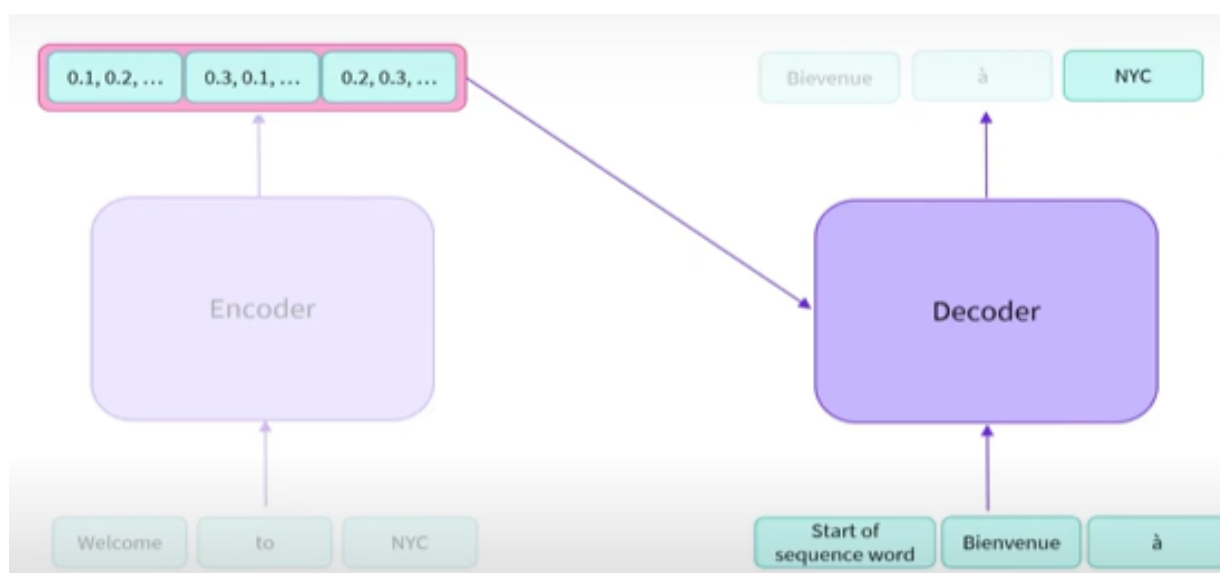 0.1, 0.2, ... 0.3, 0.1, ... 0.2, 0.3, ...
Bievenue à NYC
Encoder
Decoder
Welcome to NYC
Start of
sequence word
Bienvenue à